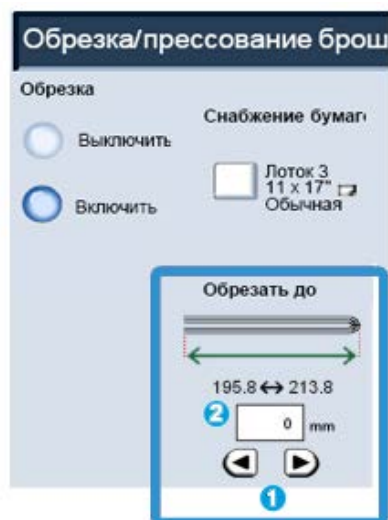 Обрезка/прессование брош
Обрезка
Снабжение бумаг
Выключить
Лоток 3
11 x 17"
Обычная
Включить
Обрезать до
195.8 ↔ 213.8
2 0 mm
1